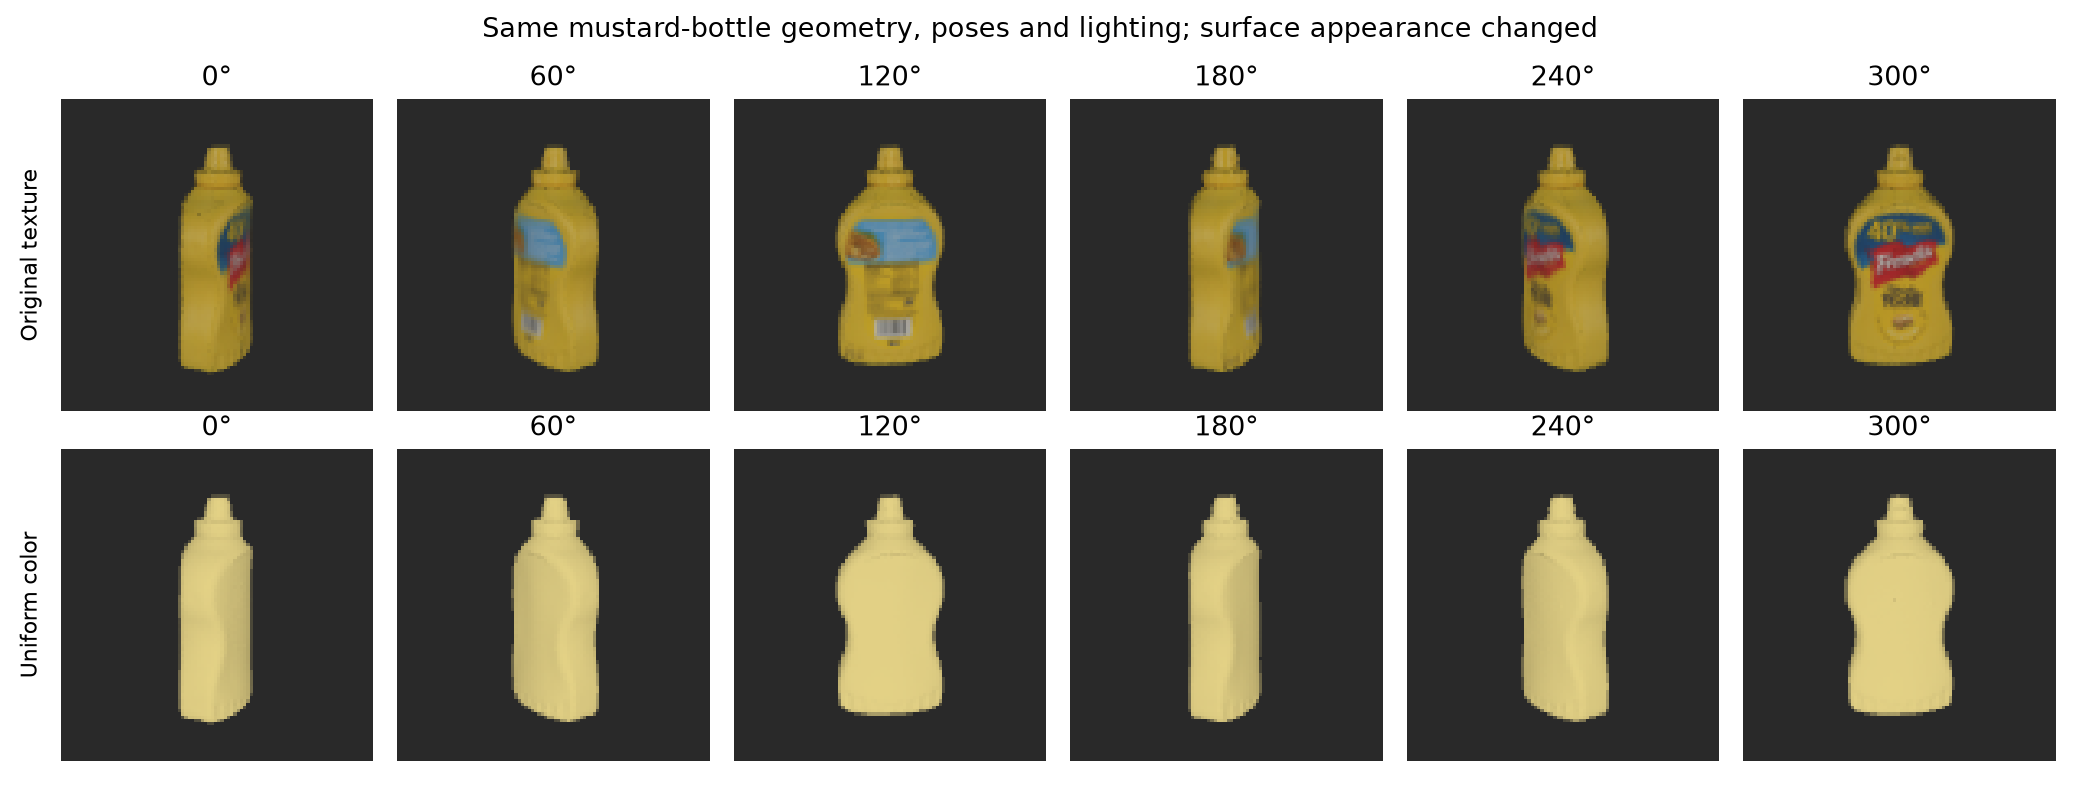 Same mustard-bottle geometry, poses and lighting; surface appearance changed
0° 60° 120° 180° 240° 300°
Original texture
40
French's
0° 60° 120° 180° 240° 300°
Uniform color